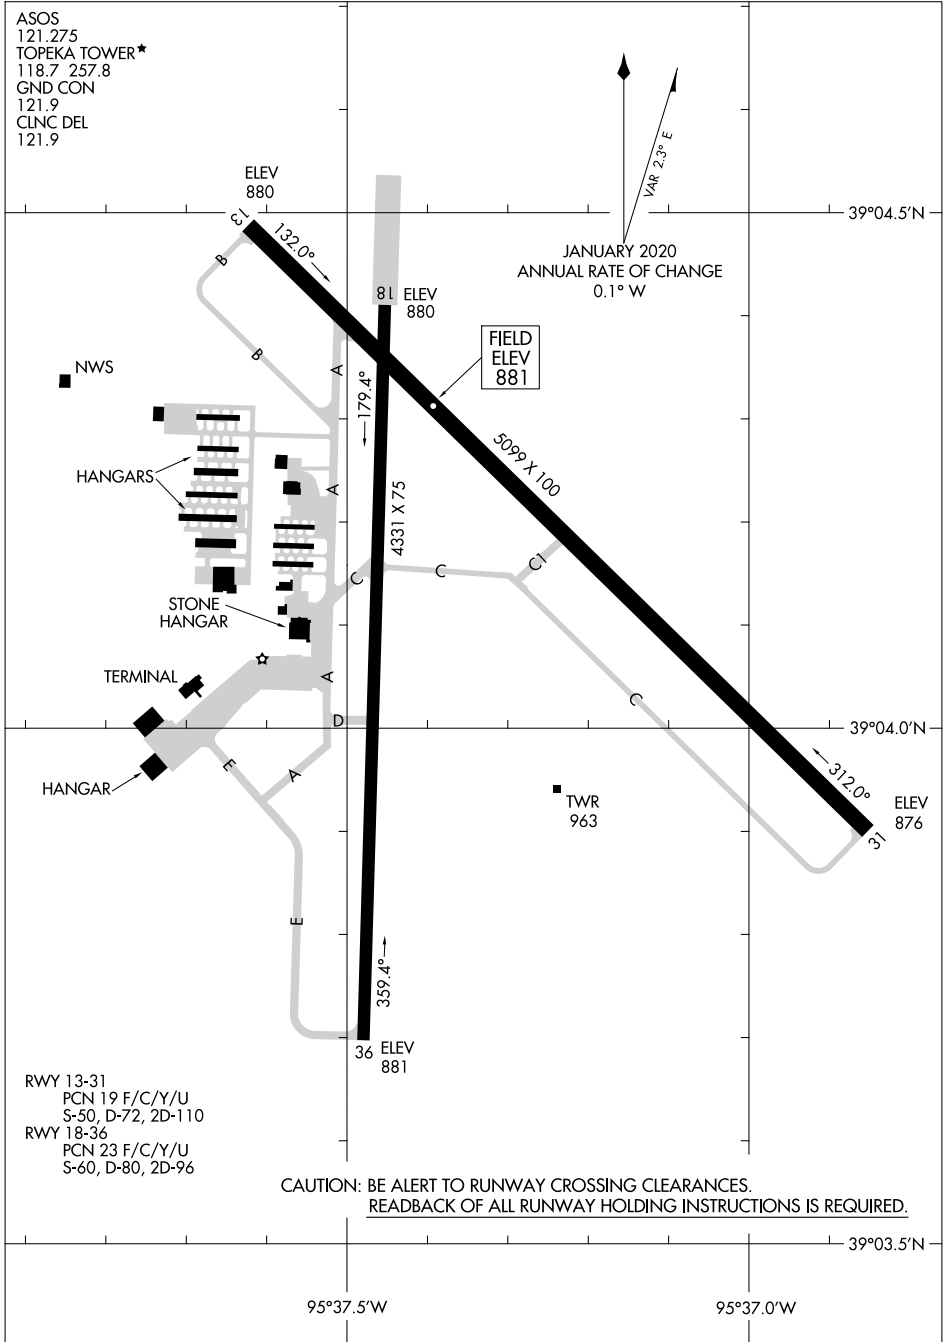 ASOS
121.275
TOPEKA TOWER★
118.7 257.8
GND CON
121.9
CLNC DEL
121.9
ELEV
880
13
132.0°
B
B
VAR 2.3° E
39°04.5'N
JANUARY 2020
ANNUAL RATE OF CHANGE
0.1° W
18
ELEV
880
FIELD
ELEV
881
NWS
A
179.4°
HANGARS
A
4331 X 75
5099 X 100
C
C
C1
STONE
HANGAR
TERMINAL
A
C
D
39°04.0'N
E
A
HANGAR
TWR
963
312.0°
ELEV
876
31
E
359.4°
36
ELEV
881
RWY 13-31
PCN 19 F/C/Y/U
S-50, D-72, 2D-110
RWY 18-36
PCN 23 F/C/Y/U
S-60, D-80, 2D-96
CAUTION: BE ALERT TO RUNWAY CROSSING CLEARANCES.
READBACK OF ALL RUNWAY HOLDING INSTRUCTIONS IS REQUIRED.
39°03.5'N
95°37.5'W
95°37.0'W